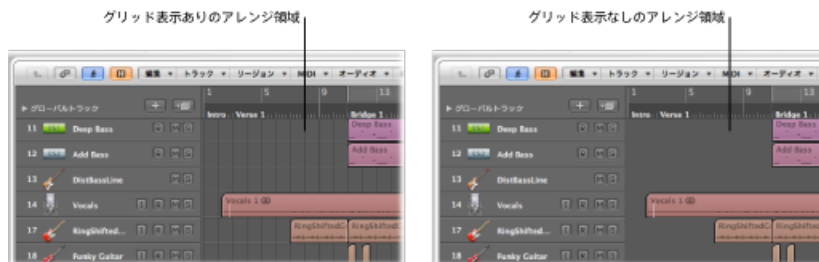 グリッド表示ありのアレンジ領域
編集 トラック リージョン MIDI オーディオ
1 5 9 13
▶ グローバルトラック
Intro Verse 1 Bridge 1
11 Deep Bass R M S Deep Bass
12 Add Bass R M S Add Bass
13 DistBassLine M S
14 Vocals I R M S Vocals 1
17 RingShifted... I R M S RingShiftedG
18 Funky Guitar
グリッド表示なしのアレンジ領域
編集 トラック リージョン MIDI オーディオ
1 5 9 13
▶ グローバルトラック
Intro Verse 1 Bridge 1
11 Deep Bass R M S Deep Bass
12 Add Bass R M S Add Bass
13 DistBassLine M S
14 Vocals I R M S Vocals 1
17 RingShifted... I R M S RingShiftedG
18 Funky Guitar